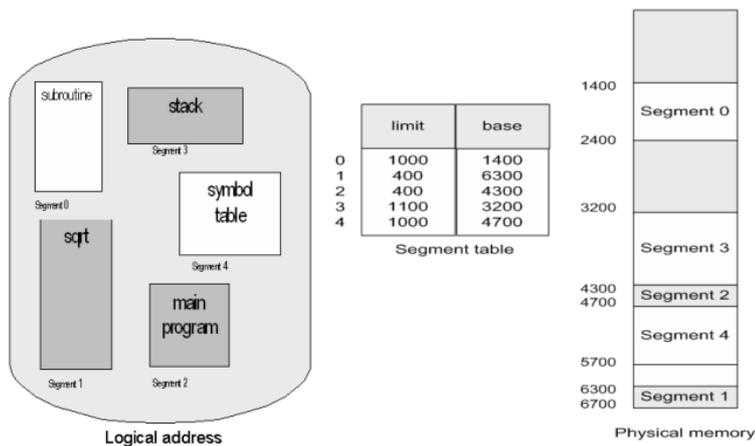 subroutine
Segment 0
stack
Segment 3
symbol
table
Segment 4
sqrt
Segment 1
main
program
Segment 2
Logical address
limit base
0 1000 1400
1 400 6300
2 400 4300
3 1100 3200
4 1000 4700
Segment table
1400
Segment 0
2400
3200
Segment 3
4300
Segment 2
4700
Segment 4
5700
6300
Segment 1
6700
Physical memory